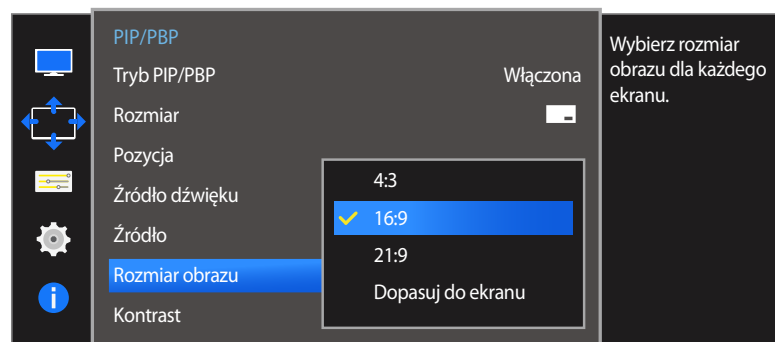 PIP/PBP
Tryb PIP/PBP Włączona
Rozmiar
Pozycja
Źródło dźwięku
Źródło
Rozmiar obrazu
Kontrast
4:3
16:9
21:9
Dopasuj do ekranu
Wybierz rozmiar
obrazu dla każdego
ekranu.